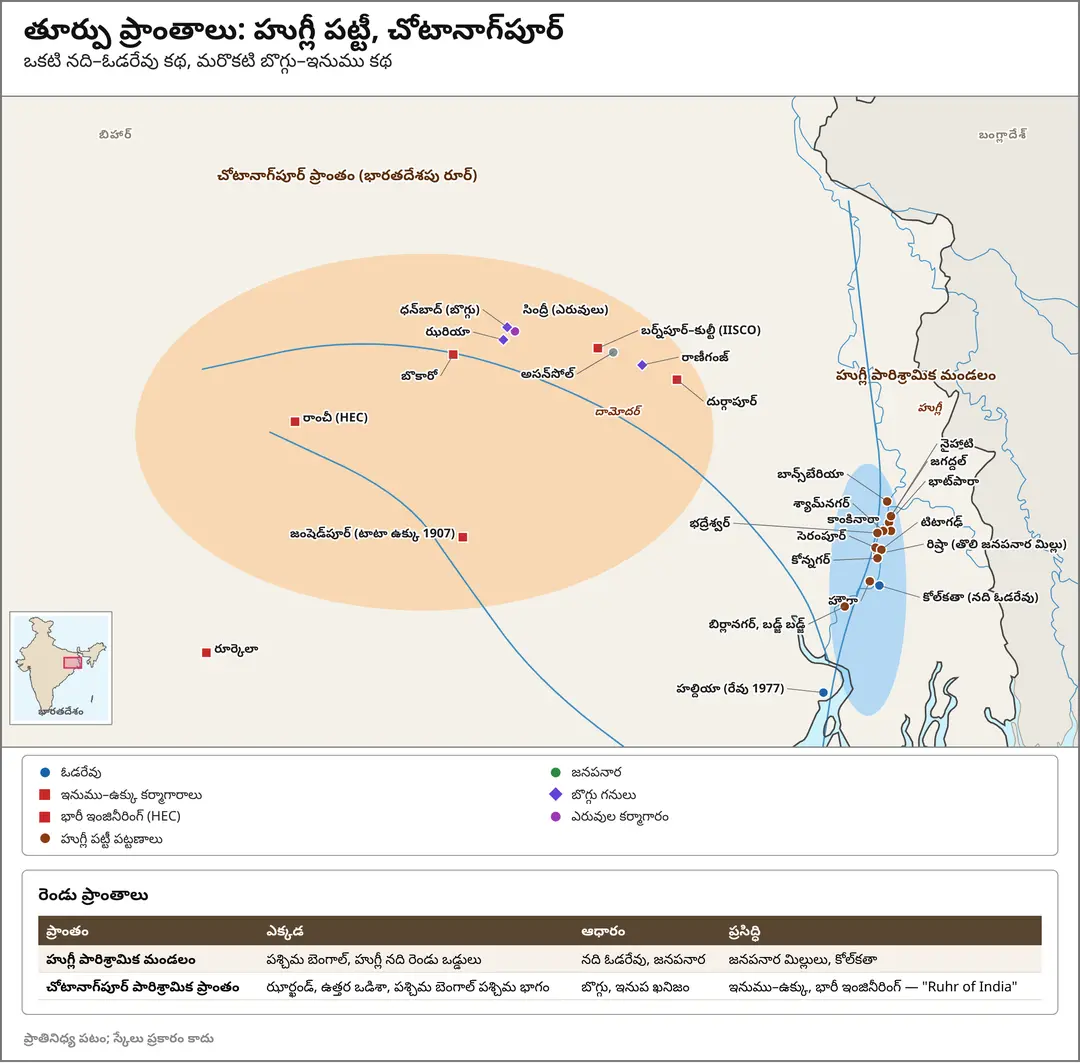 తూర్పు ప్రాంతాలు: హుగ్లీ పట్టీ, చోటానాగ్‌పూర్
ఒకటి నది–ఓడరేవు కథ, మరొకటి బొగ్గు–ఇనుము కథ
బిహార్
బంగ్లాదేశ్
చోటానాగ్‌పూర్ ప్రాంతం (భారతదేశపు రూర్)
ధన్‌బాద్ (బొగ్గు)
సింద్రీ (ఎరువులు)
ఝరియా
బర్న్‌పూర్–కుల్టీ (IISCO)
రాణీగంజ్
బొకారో
అసన్‌సోల్
హుగ్లీ పారిశ్రామిక మండలం
దుర్గాపూర్
దామోదర్
హుగ్లీ
రాంచీ (HEC)
నైహాటి
జగద్దల్
బాన్స్‌బేరియా
భాట్‌పారా
శ్యామ్‌నగర్
కాంకినారా
భద్రేశ్వర్
టిటాగఢ్
సెరంపూర్
జంషెడ్‌పూర్ (టాటా ఉక్కు 1907)
రిష్రా (తొలి జనపనార మిల్లు)
కోన్నగర్
హౌరా
కోల్‌కతా (నది ఓడరేవు)
బిర్లానగర్, బడ్జ్ బడ్జ్
రూర్కెలా
హల్దియా (రేవు 1977)
భారతదేశం
ఓడరేవు
జనపనార
ఇనుము–ఉక్కు కర్మాగారాలు
బొగ్గు గనులు
భారీ ఇంజినీరింగ్ (HEC)
ఎరువుల కర్మాగారం
హుగ్లీ పట్టీ పట్టణాలు
రెండు ప్రాంతాలు
ప్రాంతం ఎక్కడ ఆధారం ప్రసిద్ధి
హుగ్లీ పారిశ్రామిక మండలం పశ్చిమ బెంగాల్, హుగ్లీ నది రెండు ఒడ్డులు నది ఓడరేవు, జనపనార జనపనార మిల్లులు, కోల్‌కతా
చోటానాగ్‌పూర్ పారిశ్రామిక ప్రాంతం ఝార్ఖండ్, ఉత్తర ఒడిశా, పశ్చిమ బెంగాల్ పశ్చిమ భాగం బొగ్గు, ఇనుప ఖనిజం ఇనుము–ఉక్కు, భారీ ఇంజినీరింగ్ — "Ruhr of India"
ప్రాతినిధ్య పటం; స్కేలు ప్రకారం కాదు